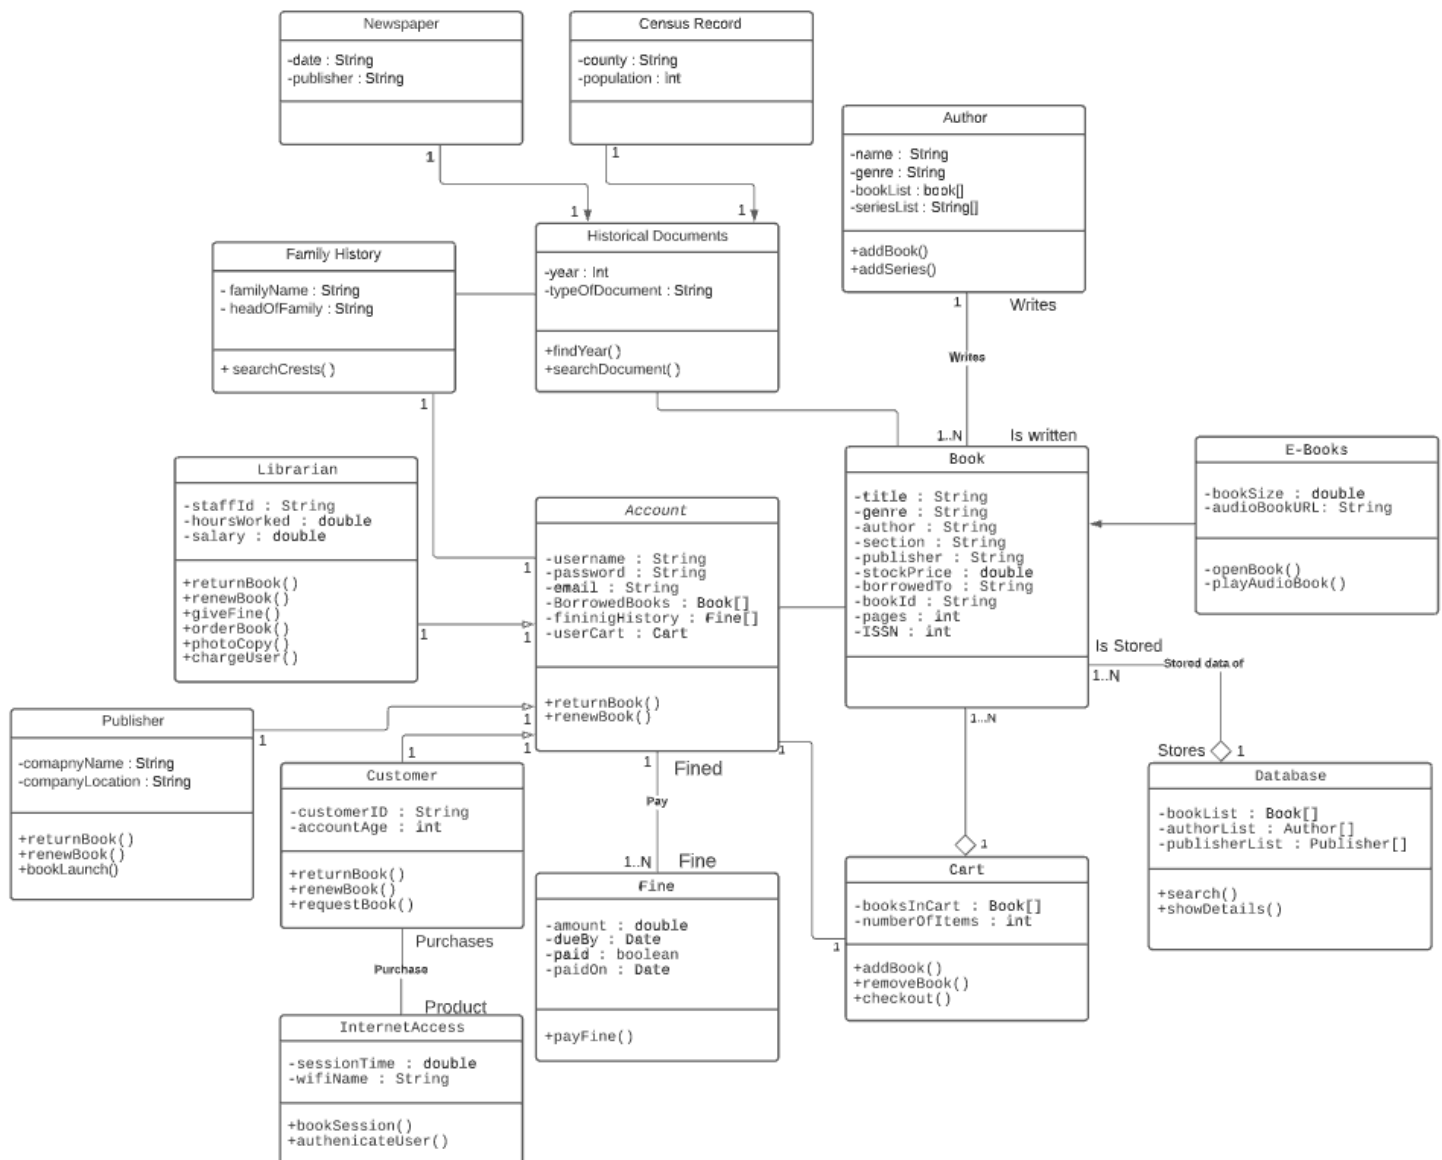 Newspaper
-date : String
-publisher : String
1
Census Record
-county : String
-population : Int
1
Author
-name : String
-genre : String
-bookList : book[]
-seriesList : String[]
+addBook()
+addSeries()
1
Writes
Writes
1..N
Is written
1
1
Historical Documents
-year : Int
-typeOfDocument : String
+findYear( )
+searchDocument( )
Family History
- familyName : String
- headOfFamily : String
+ searchCrests( )
1
1
Librarian
-staffId : String
-hoursWorked : double
-salary : double
+returnBook()
+renewBook()
+giveFine()
+orderBook()
+photoCopy()
+chargeUser()
1
1
Account
-username : String
-password : String
-email : String
-BorrowedBooks : Book[]
-fininigHistory : Fine[]
-userCart : Cart
+returnBook()
+renewBook()
Book
-title : String
-genre : String
-author : String
-section : String
-publisher : String
-stockPrice : double
-borrowedTo : String
-bookId : String
-pages : int
-ISSN : int
E-Books
-bookSize : double
-audioBookURL: String
-openBook()
-playAudioBook()
Is Stored
1..N
Stored data of
Stores
1
Database
-bookList : Book[]
-authorList : Author[]
-publisherList : Publisher[]
+search()
+showDetails()
Publisher
-comapnyName : String
-companyLocation : String
+returnBook()
+renewBook()
+bookLaunch()
1
1
1
1
Customer
-customerID : String
-accountAge : int
+returnBook()
+renewBook()
+requestBook()
Purchases
Purchase
Product
InternetAccess
-sessionTime : double
-wifiName : String
+bookSession()
+authenicateUser()
1
Fined
Pay
1..N
Fine
Fine
-amount : double
-dueBy : Date
-paid : boolean
-paidOn : Date
+payFine()
1
1
1...N
1
Cart
-booksInCart : Book[]
-numberOfItems : int
+addBook()
+removeBook()
+checkout()